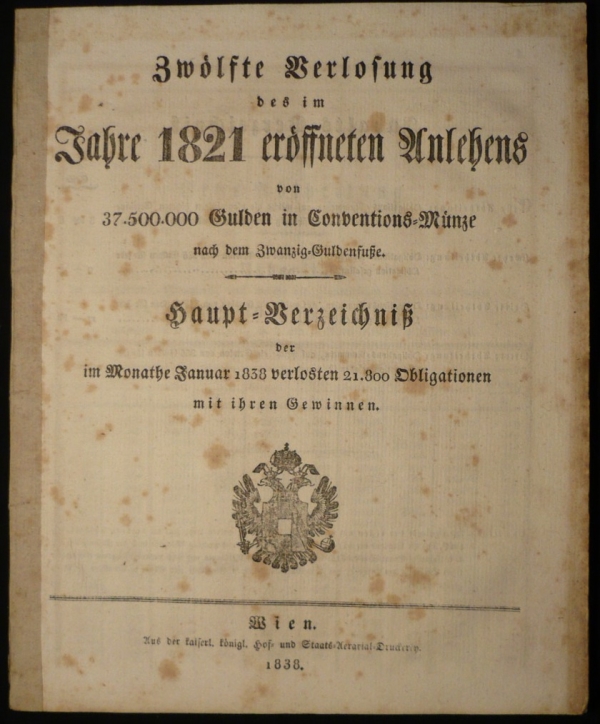 Zwölfte Verlosung
des im
Jahre 1821 eröffneten Anlehens
von
37.500.000 Gulden in Conventions-Münze
nach dem Zwanzig-Guldenfuße.
Haupt-Verzeichniß
der
im Monathe Januar 1838 verlosten 21.800 Obligationen
mit ihren Gewinnen.
Wien.
Aus der kaiserl. königl. Hof- und Staats-Aerarial-Druckerey.
1838.